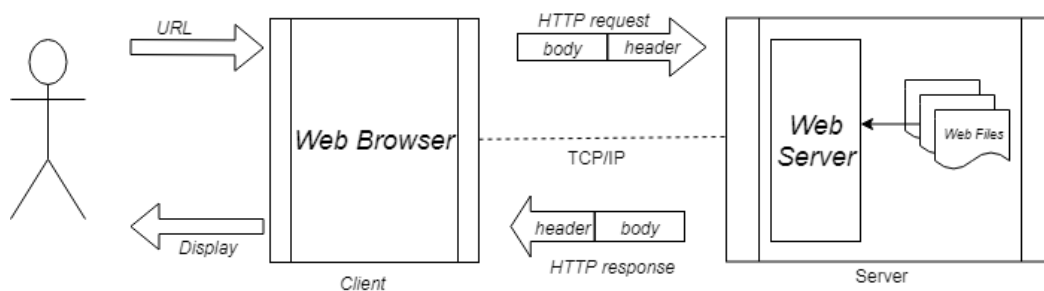 URL
HTTP request
body
header
Web Browser
Web
Server
Web Files
TCP/IP
Display
header
body
HTTP response
Client
Server